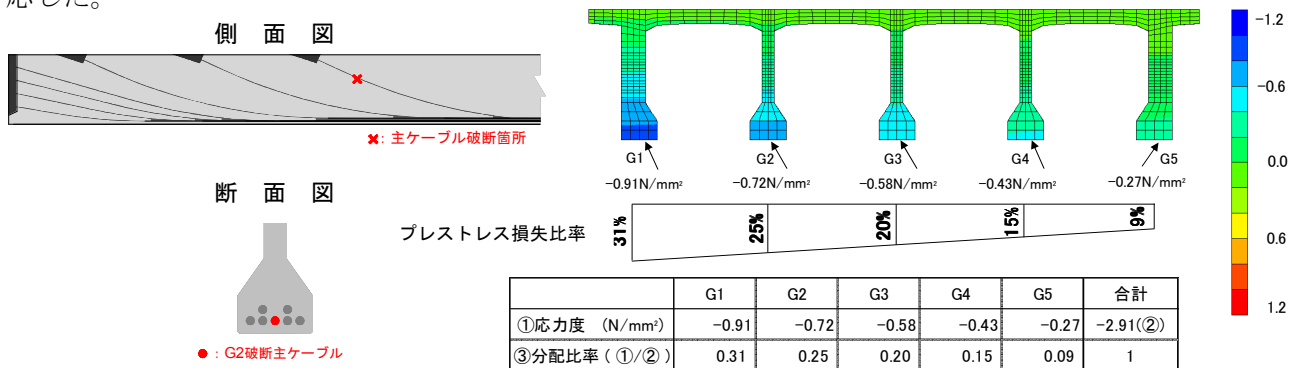 応した。
側面図
✖: 主ケーブル破断箇所
断面図
●：G2破断主ケーブル
G1 G2 G3 G4 G5
-0.91N/mm² -0.72N/mm² -0.58N/mm² -0.43N/mm² -0.27N/mm²
プレストレス損失比率 31% 25% 20% 15% 9%
-1.2
-0.6
0.0
0.6
1.2
G1 G2 G3 G4 G5 合計
①応力度 (N/mm²) -0.91 -0.72 -0.58 -0.43 -0.27 -2.91(②)
③分配比率（①/②） 0.31 0.25 0.20 0.15 0.09 1